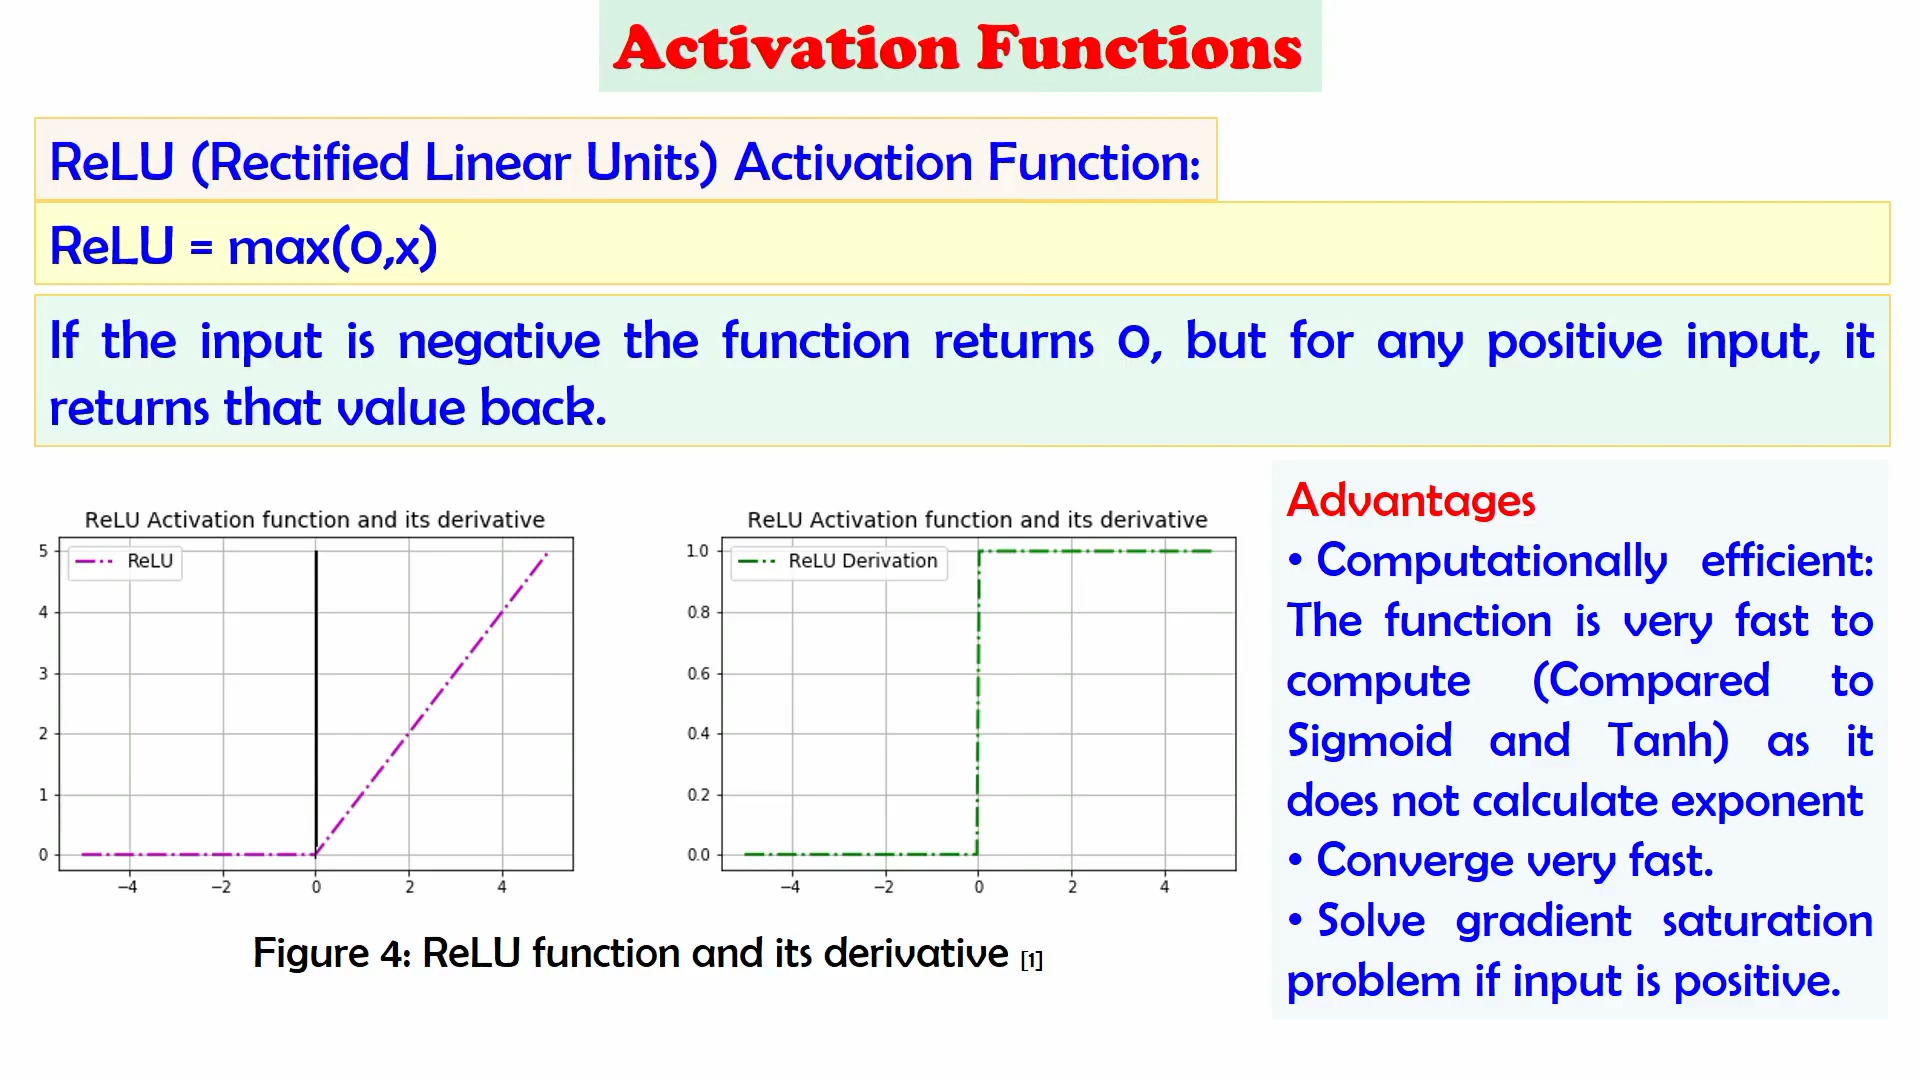 Activation Functions
ReLU (Rectified Linear Units) Activation Function:
ReLU = max(0,x)
If the input is negative the function returns 0, but for any positive input, it
returns that value back.
ReLU Activation function and its derivative
ReLU
5
4
3
2
1
0
−4 −2 0 2 4
ReLU Activation function and its derivative
ReLU Derivation
1.0
0.8
0.6
0.4
0.2
0.0
−4 −2 0 2 4
Figure 4: ReLU function and its derivative [1]
Advantages
• Computationally efficient:
The function is very fast to
compute (Compared to
Sigmoid and Tanh) as it
does not calculate exponent
• Converge very fast.
• Solve gradient saturation
problem if input is positive.